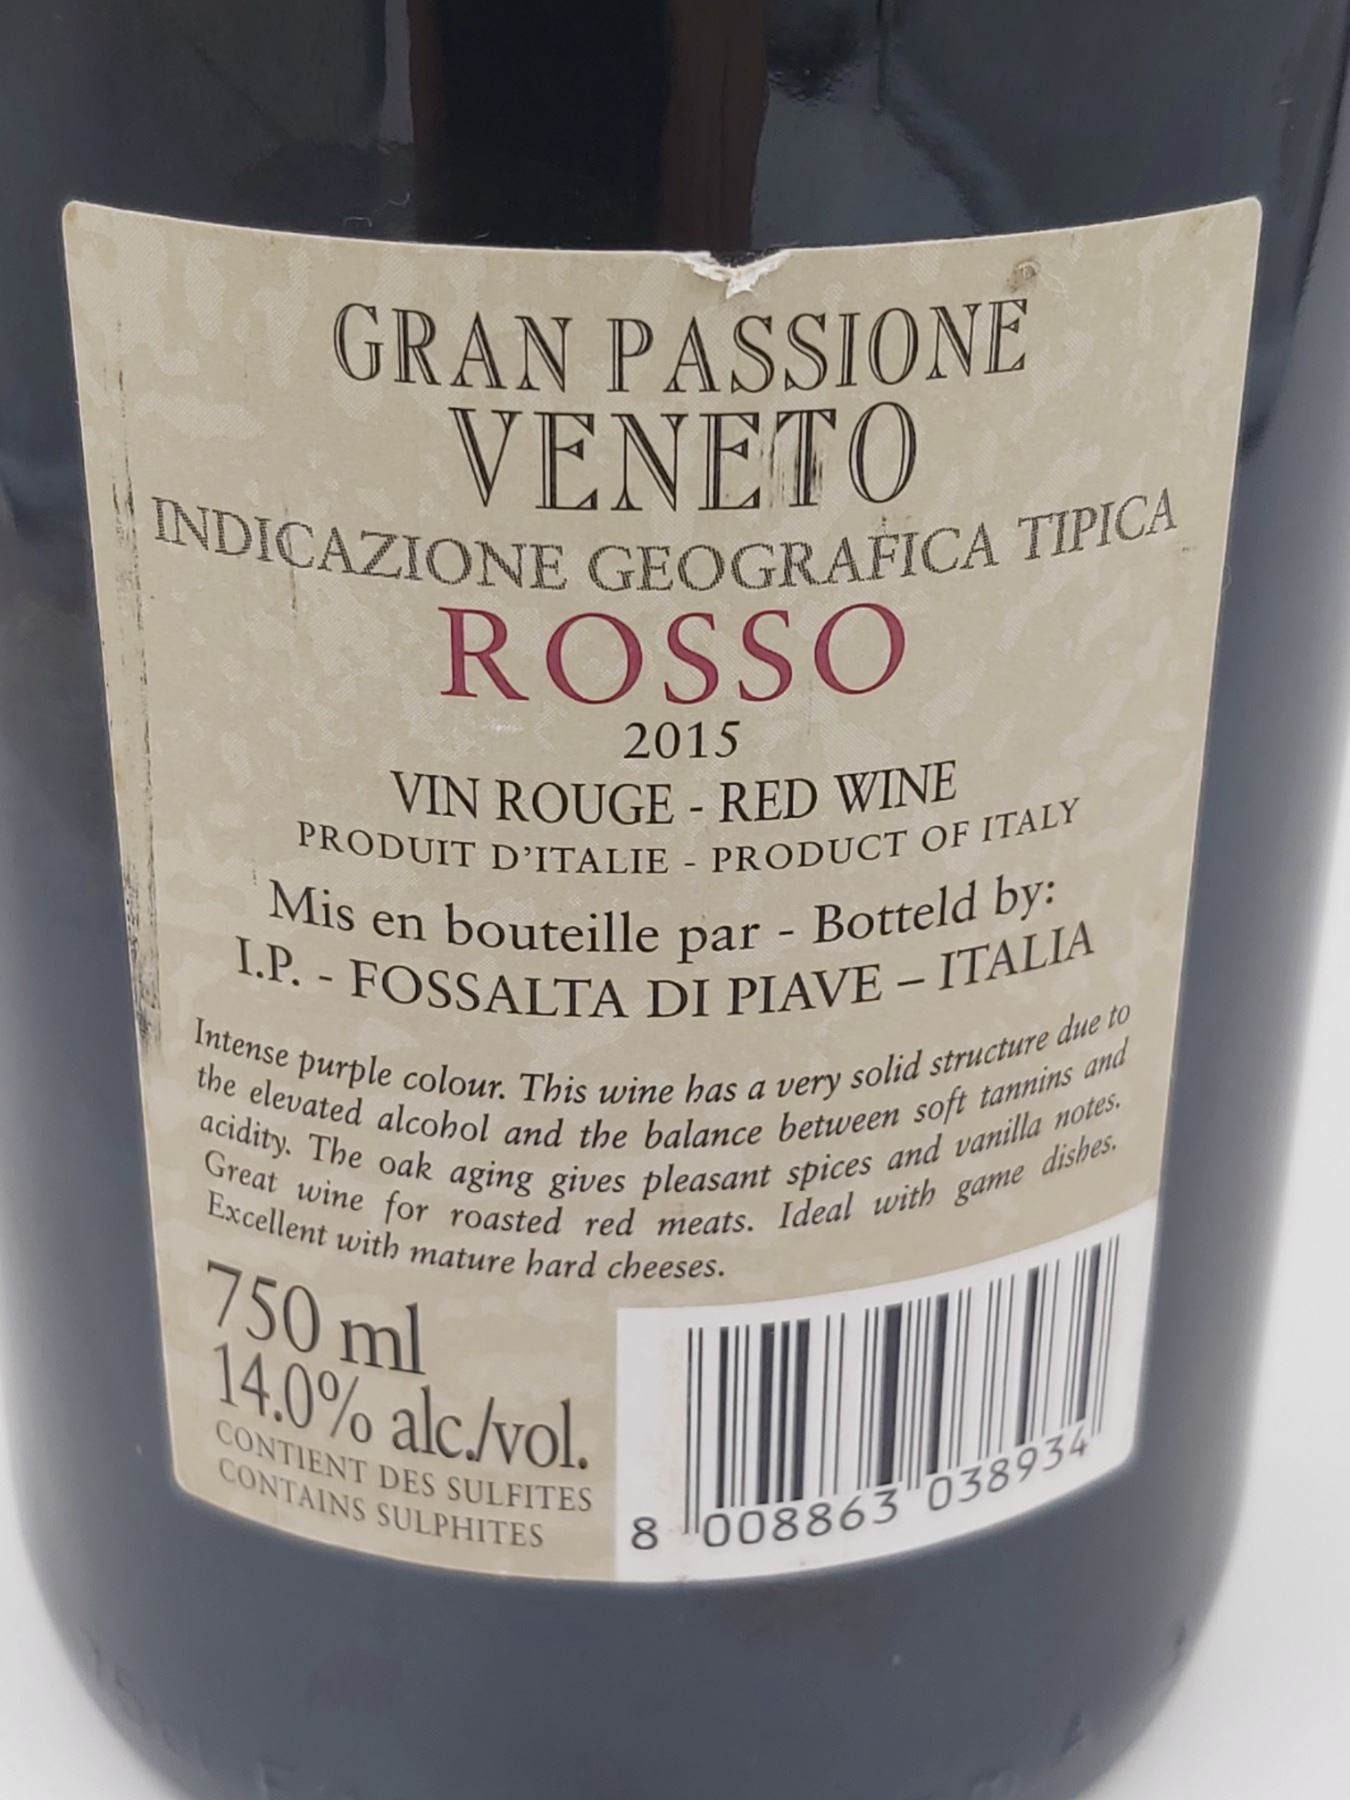 GRAN PASSIONE
VENETO
INDICAZIONE GEOGRAFICA TIPICA
ROSSO
2015
VIN ROUGE - RED WINE
PRODUIT D'ITALIE - PRODUCT OF ITALY
Mis en bouteille par - Botteld by:
I.P. - FOSSALTA DI PIAVE – ITALIA
Intense purple colour. This wine has a very solid structure due to
the elevated alcohol and the balance between soft tannins and
acidity. The oak aging gives pleasant spices and vanilla notes.
Great wine for roasted red meats. Ideal with game dishes.
Excellent with mature hard cheeses.
750 ml
14.0% alc./vol.
CONTIENT DES SULFITES
CONTAINS SULPHITES
8 008863 038934